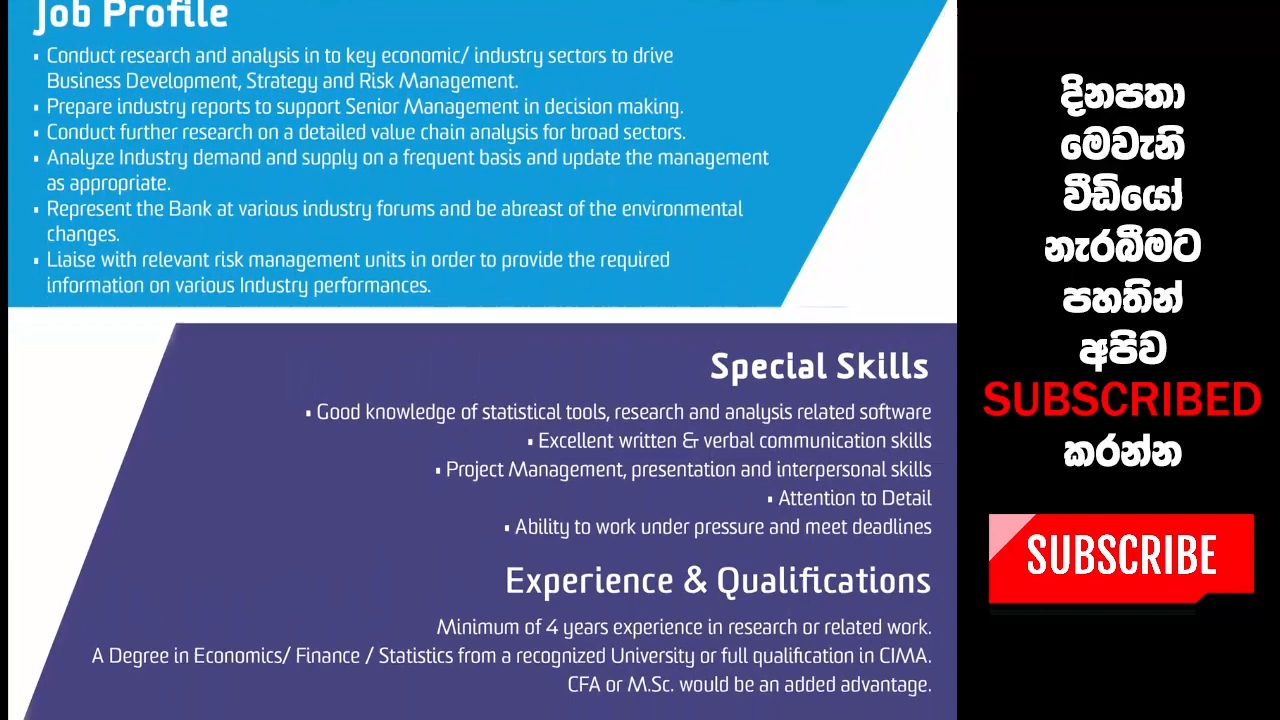 Job Profile
▪ Conduct research and analysis in to key economic/ industry sectors to drive
Business Development, Strategy and Risk Management.
▪ Prepare industry reports to support Senior Management in decision making.
▪ Conduct further research on a detailed value chain analysis for broad sectors.
▪ Analyze Industry demand and supply on a frequent basis and update the management
as appropriate.
▪ Represent the Bank at various industry forums and be abreast of the environmental
changes.
▪ Liaise with relevant risk management units in order to provide the required
information on various Industry performances.
Special Skills
▪ Good knowledge of statistical tools, research and analysis related software
▪ Excellent written & verbal communication skills
▪ Project Management, presentation and interpersonal skills
▪ Attention to Detail
▪ Ability to work under pressure and meet deadlines
Experience & Qualifications
Minimum of 4 years experience in research or related work.
A Degree in Economics/ Finance / Statistics from a recognized University or full qualification in CIMA.
CFA or M.Sc. would be an added advantage.
දිනපතා
මෙවැනි
වීඩියෝ
නැරබීමට
පහතින්
අපිව
SUBSCRIBED
කරන්න
SUBSCRIBE